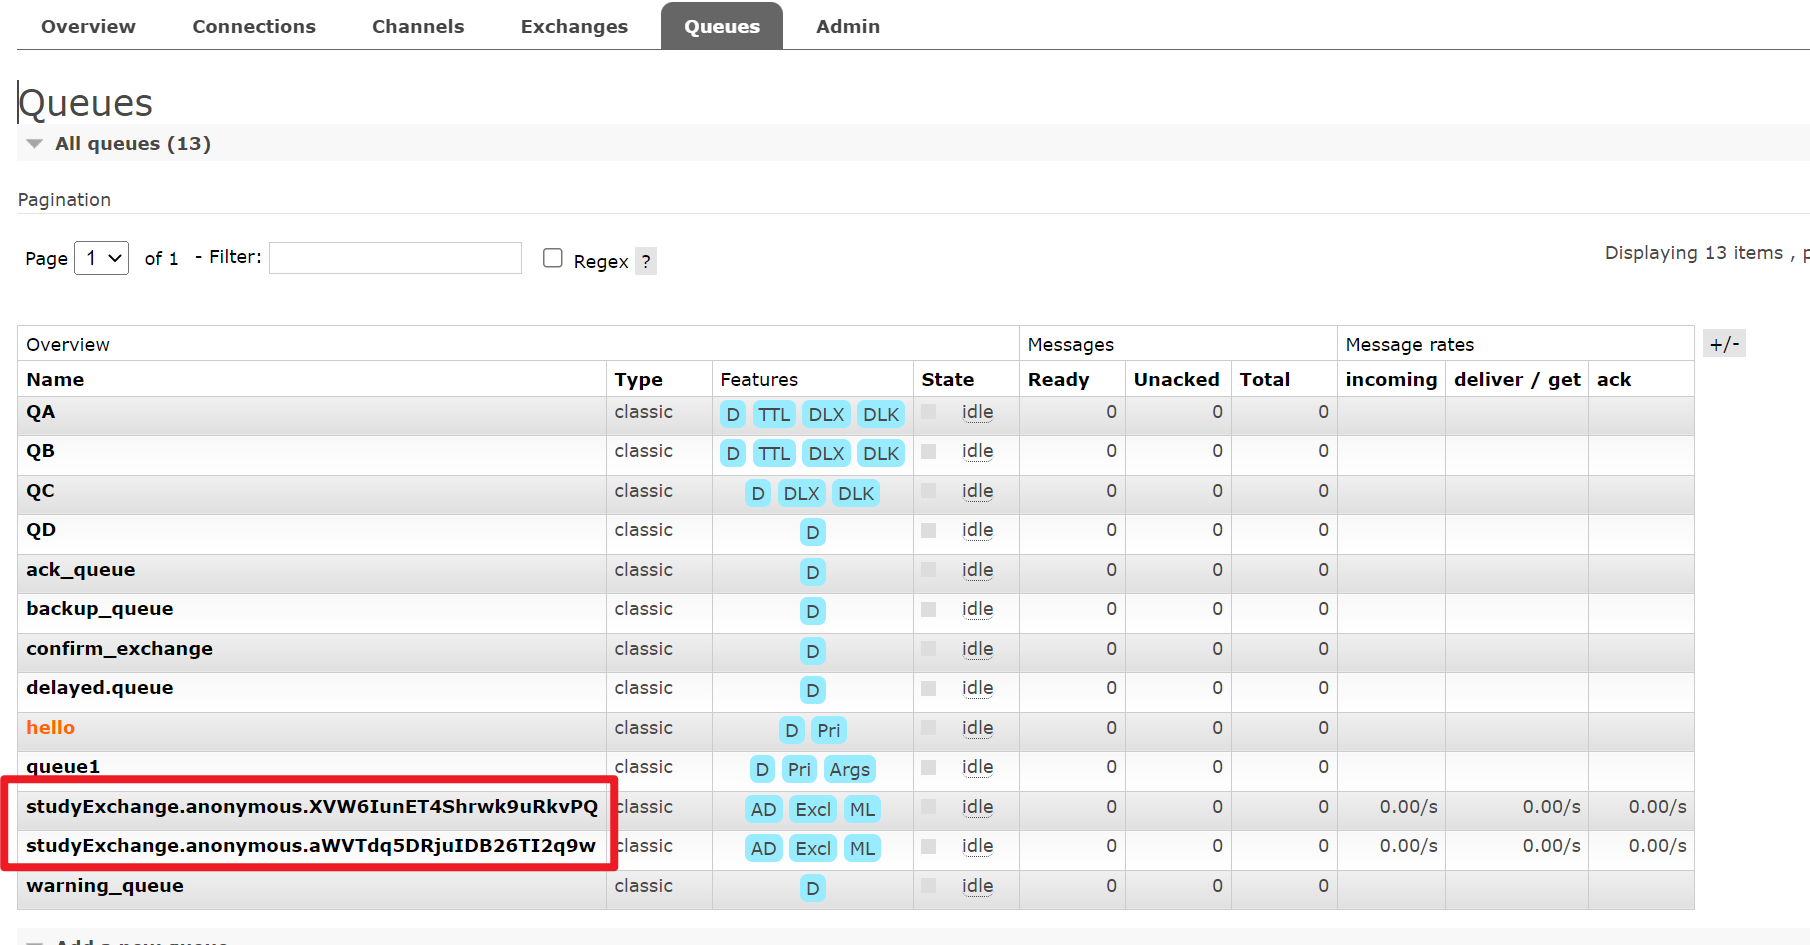 Overview Connections Channels Exchanges Queues Admin
Queues
All queues (13)
Pagination
Page 1 of 1 - Filter: Regex ? Displaying 13 items , p
Overview Messages Message rates +/-
Name Type Features State Ready Unacked Total incoming deliver / get ack
QA classic D TTL DLX DLK idle 0 0 0
QB classic D TTL DLX DLK idle 0 0 0
QC classic D DLX DLK idle 0 0 0
QD classic D idle 0 0 0
ack_queue classic D idle 0 0 0
backup_queue classic D idle 0 0 0
confirm_exchange classic D idle 0 0 0
delayed.queue classic D idle 0 0 0
hello classic D Pri idle 0 0 0
queue1 classic D Pri Args idle 0 0 0
studyExchange.anonymous.XVW6IunET4Shrwk9uRkvPQ classic AD Excl ML idle 0 0 0 0.00/s 0.00/s 0.00/s
studyExchange.anonymous.aWVTdq5DRjuIDB26TI2q9w classic AD Excl ML idle 0 0 0 0.00/s 0.00/s 0.00/s
warning_queue classic D idle 0 0 0
Add a new queue